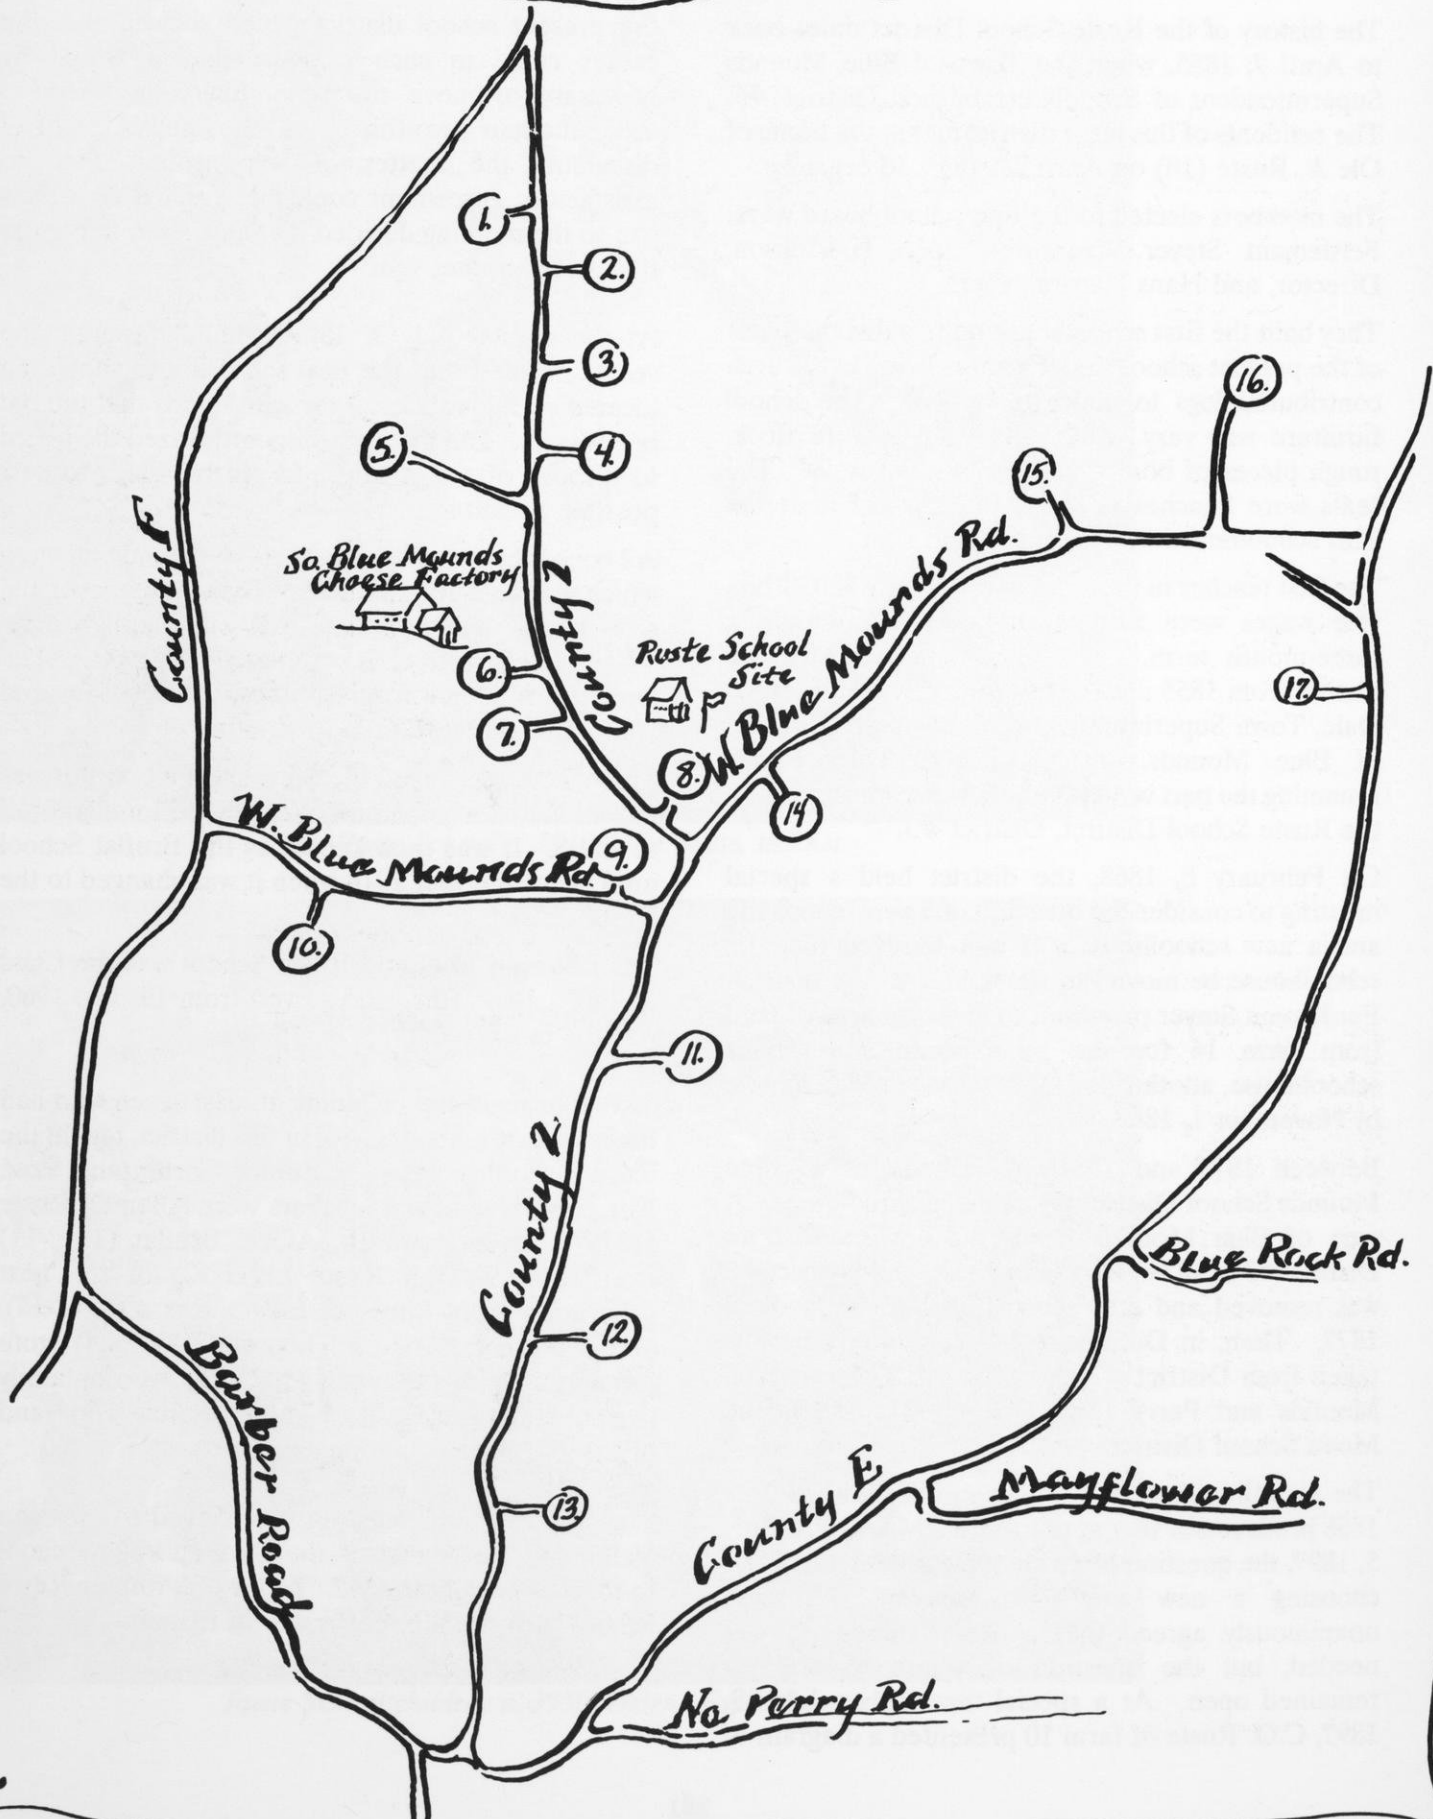 1.
2.
3.
4.
5.
16.
15.
County F
So. Blue Mounds
Cheese Factory
County Z
W. Blue Mounds Rd.
Ruste School
Site
6.
7.
8.
17.
14.
W. Blue Mounds Rd.
9.
10.
11.
County Z
12.
Blue Rock Rd.
Barber Road
13.
County E
Mayflower Rd.
No. Perry Rd.